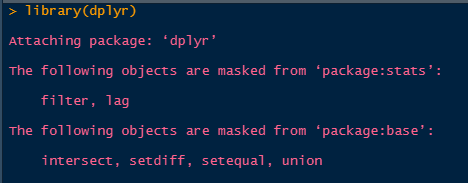 > library(dplyr)
Attaching package: ‘dplyr’
The following objects are masked from ‘package:stats’:
filter, lag
The following objects are masked from ‘package:base’:
intersect, setdiff, setequal, union